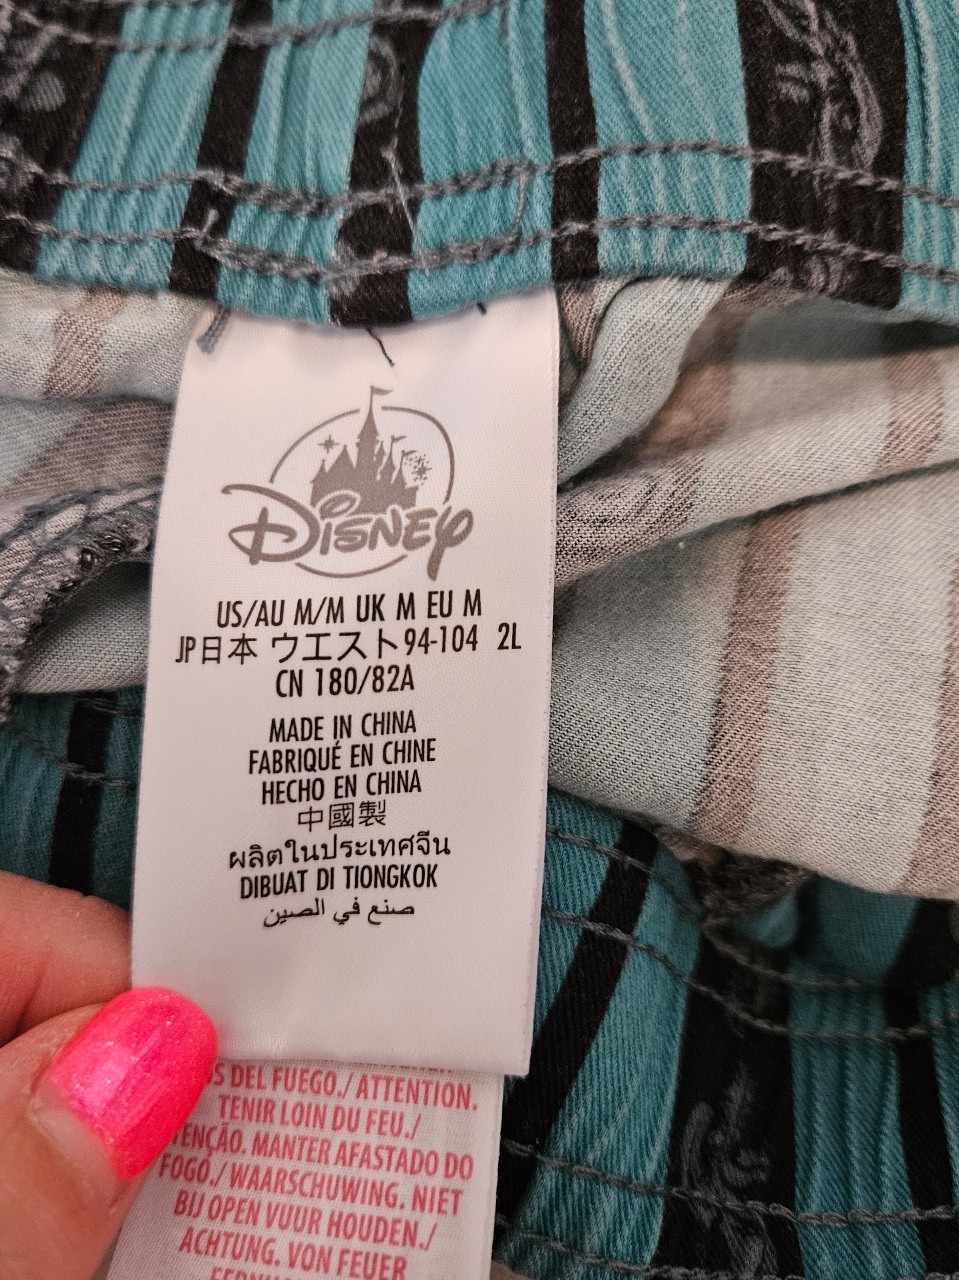 Disney
US/AU M/M UK M EU M
JP日本 ウエスト94-104 2L
CN 180/82A
MADE IN CHINA
FABRIQUÉ EN CHINE
HECHO EN CHINA
中國製
ผลิตในประเทศจีน
DIBUAT DI TIONGKOK
صنع في الصين
DEL FUEGO./ ATTENTION.
TENIR LOIN DU FEU./
MANTER AFASTADO DO
FOGO./ WAARSCHUWING. NIET
BIJ OPEN VUUR HOUDEN./
ACHTUNG. VON FEUER